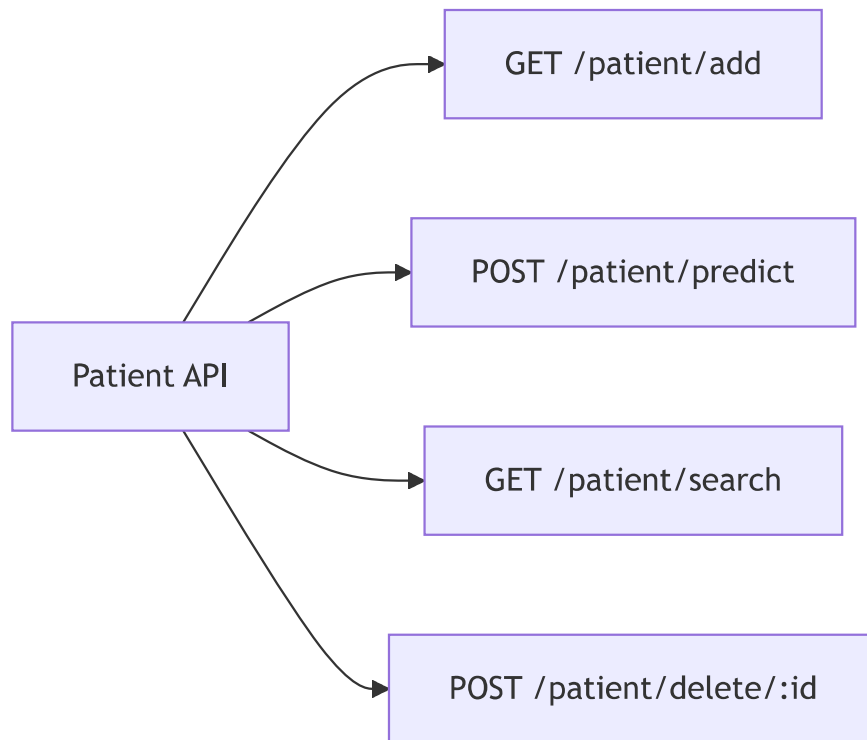 GET /patient/add
POST /patient/predict
Patient API
GET /patient/search
POST /patient/delete/:id